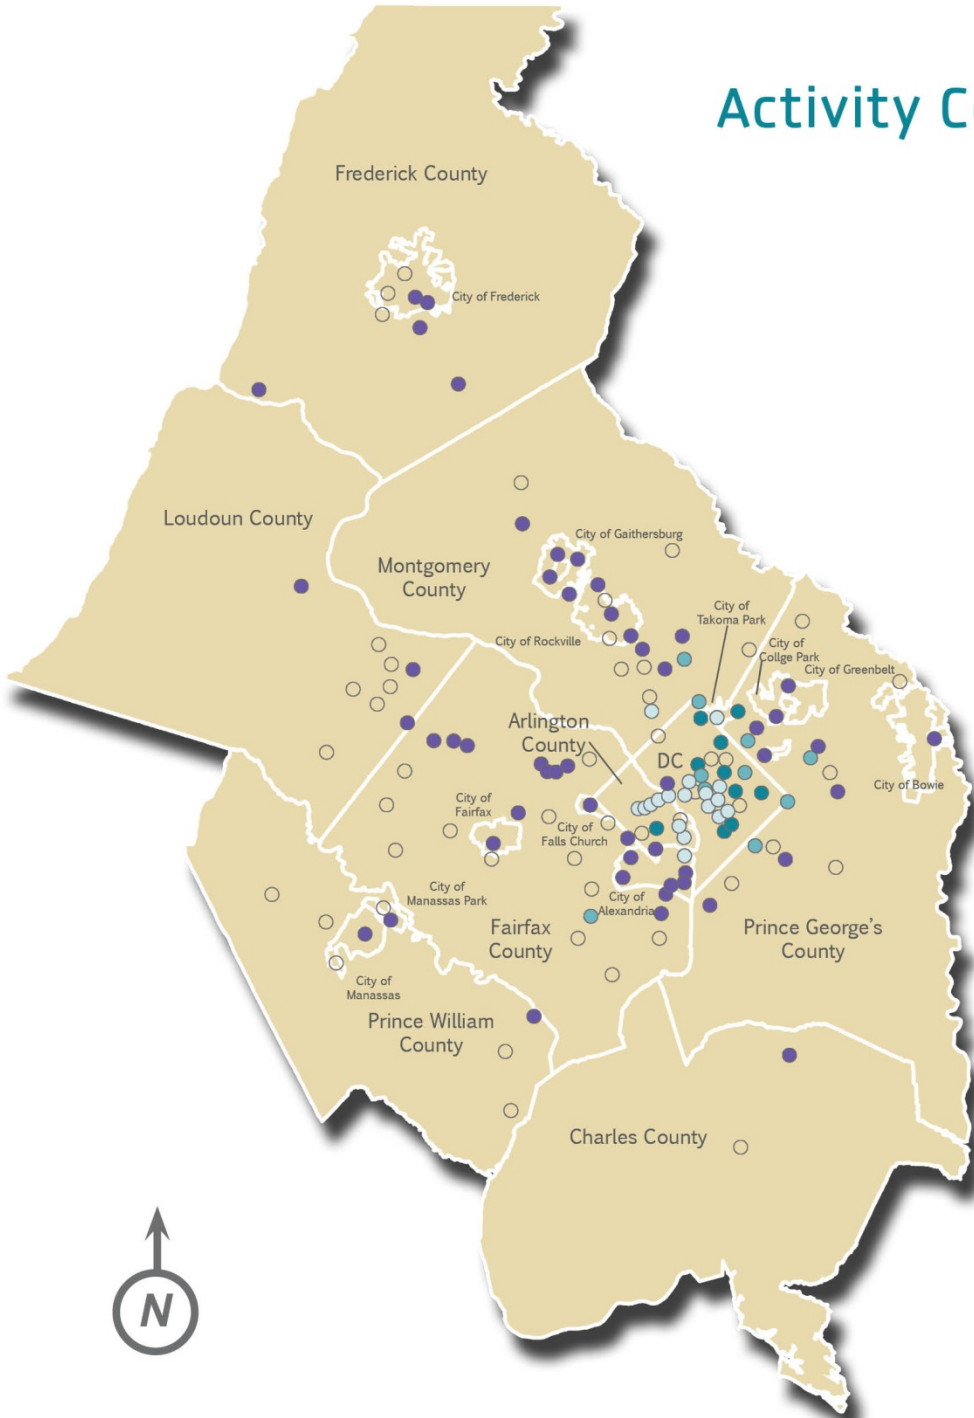 Activity C
Frederick County
City of Frederick
Loudoun County
City of Gaithersburg
Montgomery
County
City of
Takoma Park
City of Rockville
City of
Collge Park
City of Greenbelt
Arlington
County
DC
City of Bowie
City of
Fairfax
City of
Falls Church
City of
Manassas Park
City of
Alexandria
Fairfax
County
Prince George's
County
City of
Manassas
Prince William
County
Charles County
N